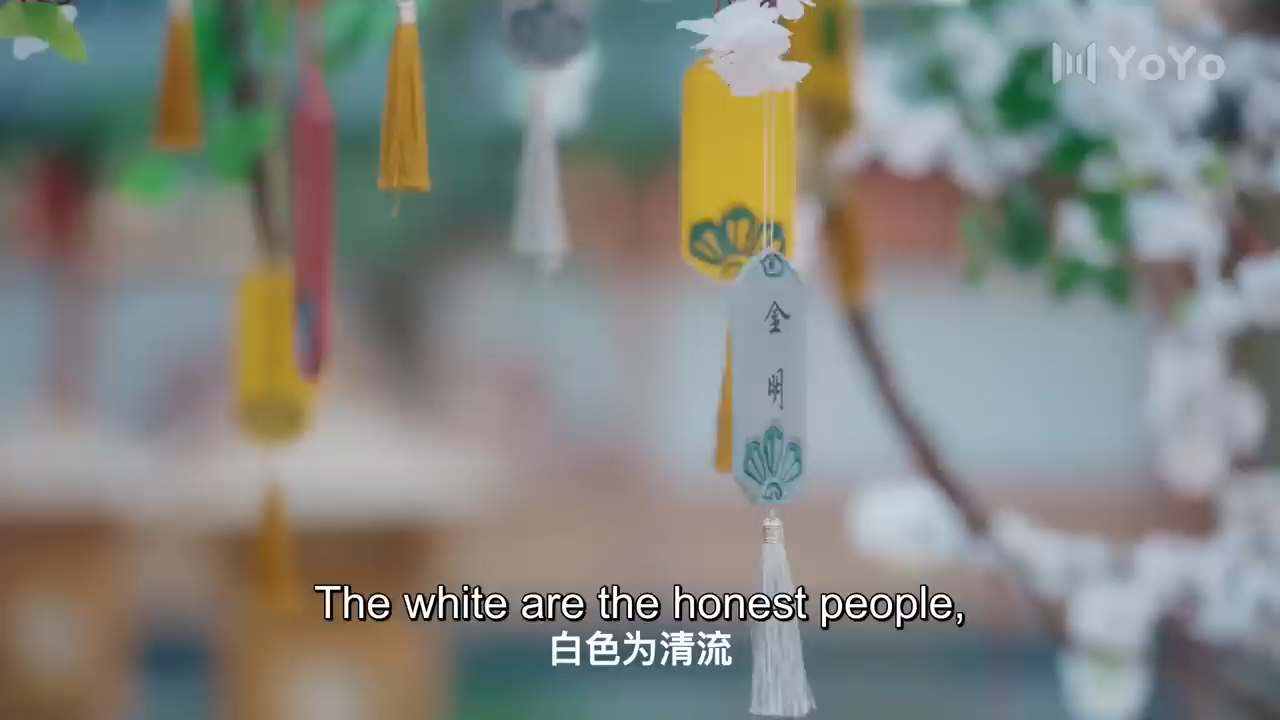 YoYo
金
明
The white are the honest people,
白色为清流